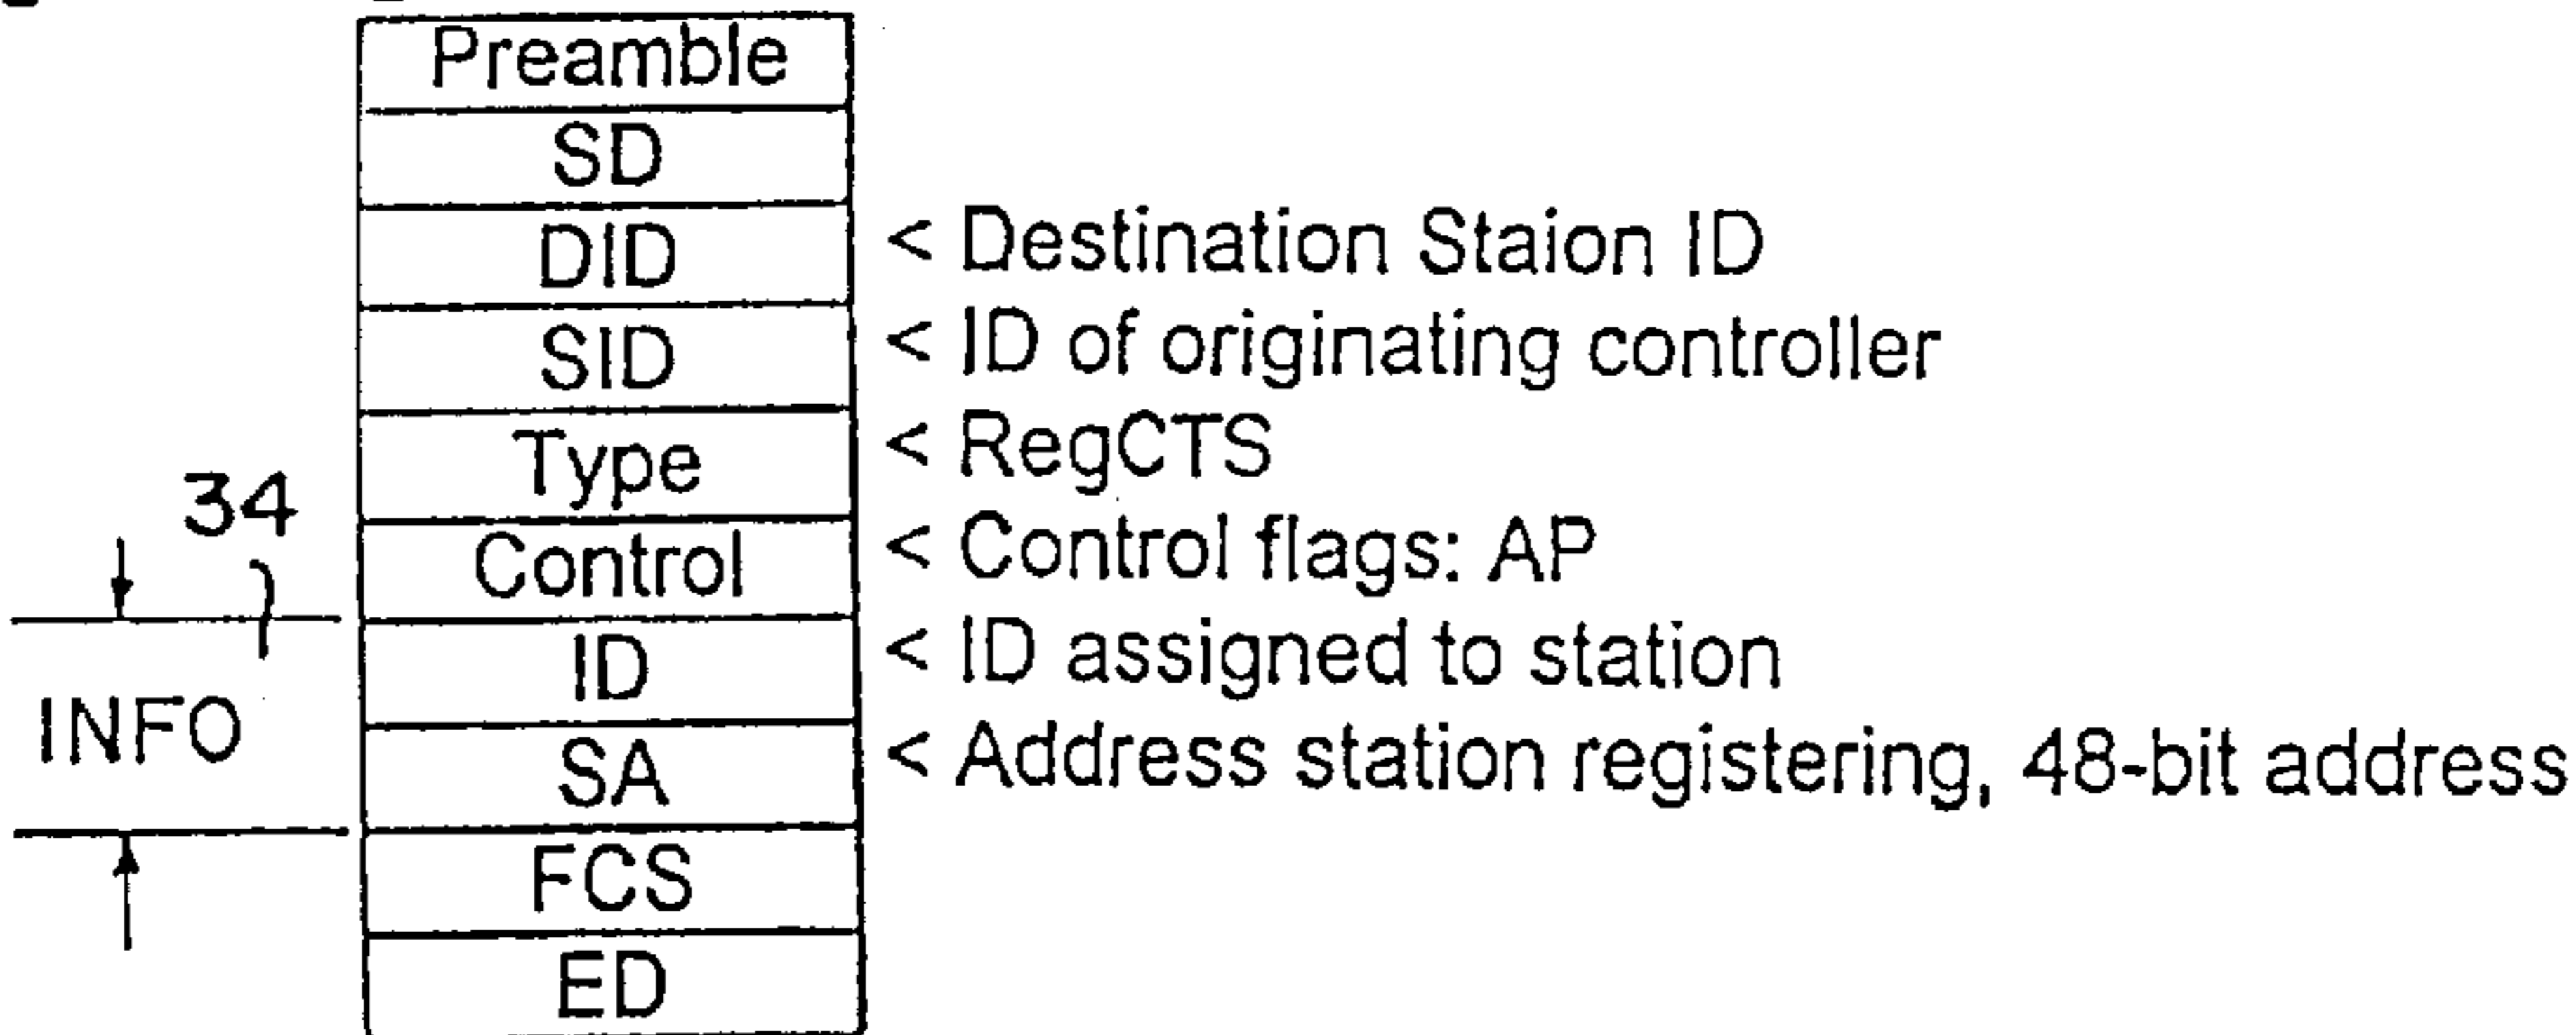 Preamble
SD
DID < Destination Staion ID
SID < ID of originating controller
Type < RegCTS
34
Control < Control flags: AP
ID < ID assigned to station
INFO
SA < Address station registering, 48-bit address
FCS
ED